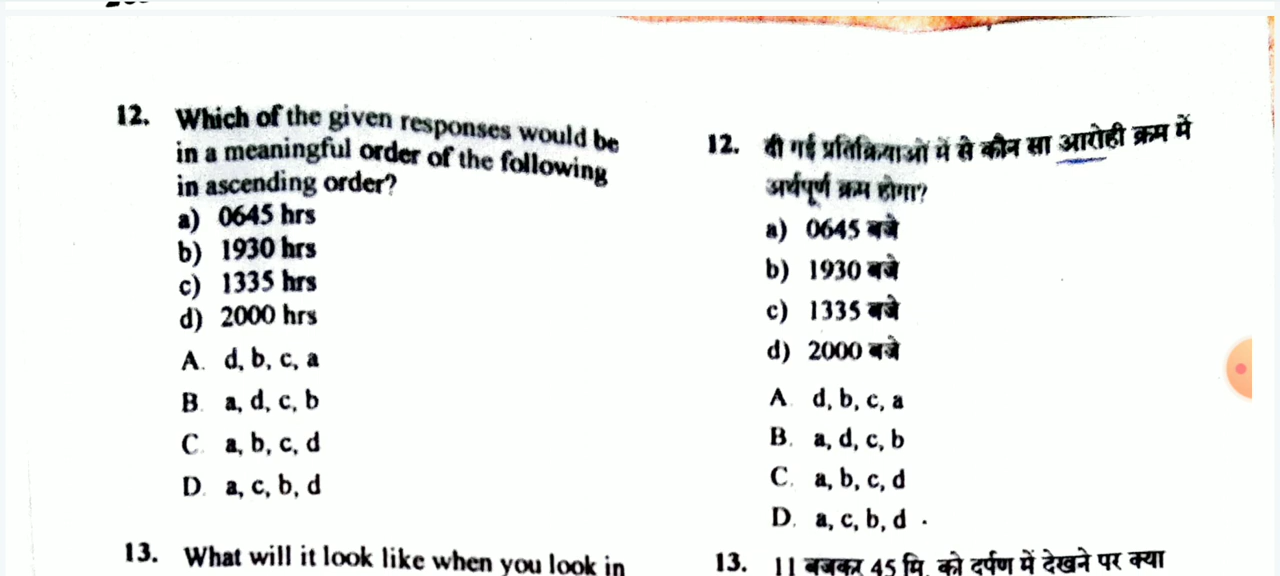 12. Which of the given responses would be
in a meaningful order of the following
in ascending order?
a) 0645 hrs
b) 1930 hrs
c) 1335 hrs
d) 2000 hrs
A. d, b, c, a
B. a, d, c, b
C. a, b, c, d
D. a, c, b, d
13. What will it look like when you look in
12. दी गई प्रतिक्रियाओं में से कौन सा आरोही क्रम में
अर्थपूर्ण क्रम होगा?
a) 0645 बजे
b) 1930 बजे
c) 1335 बजे
d) 2000 बजे
A. d, b, c, a
B. a, d, c, b
C. a, b, c, d
D. a, c, b, d
13. 11 बजकर 45 मि. को दर्पण में देखने पर क्या